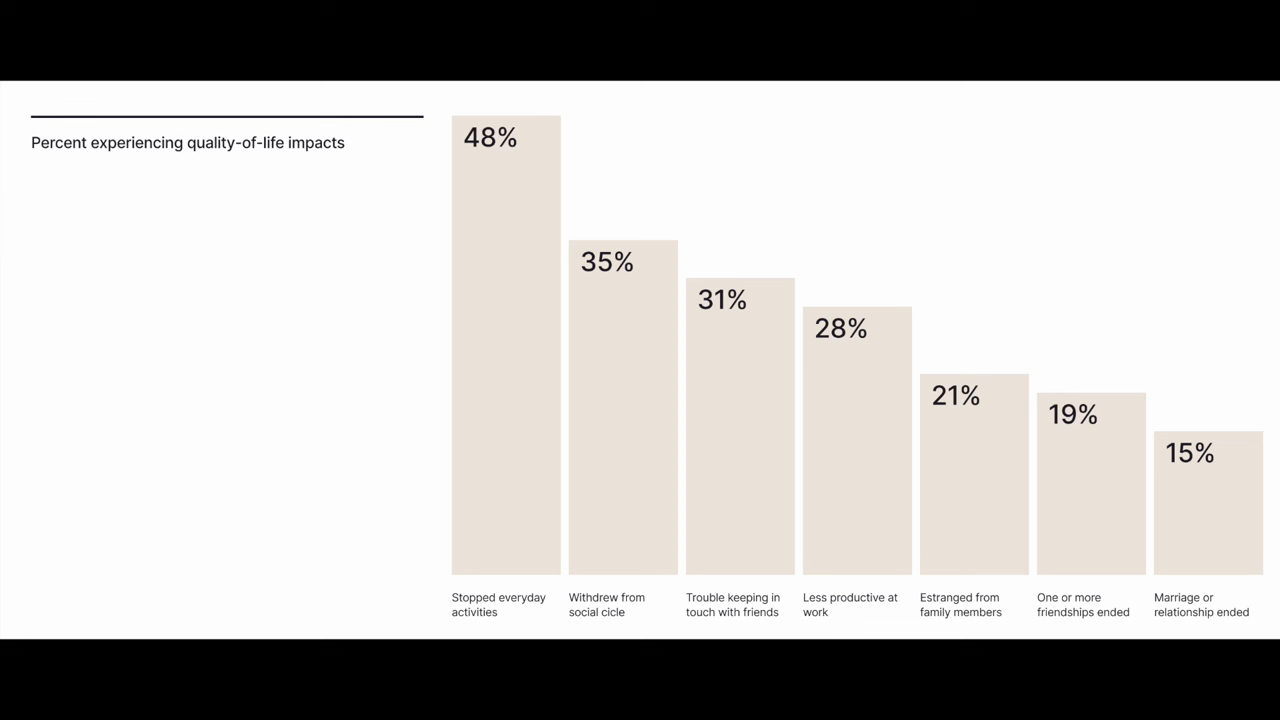 Percent experiencing quality-of-life impacts
48%
35%
31%
28%
21%
19%
15%
Stopped everyday
activities
Withdrew from
social cicle
Trouble keeping in
touch with friends
Less productive at
work
Estranged from
family members
One or more
friendships ended
Marriage or
relationship ended